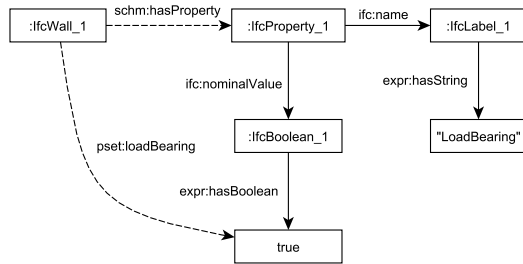 schm:hasProperty
ifc:name
:IfcWall_1
:IfcProperty_1
:IfcLabel_1
ifc:nominalValue
expr:hasString
:IfcBoolean_1
"LoadBearing"
pset:loadBearing
expr:hasBoolean
true